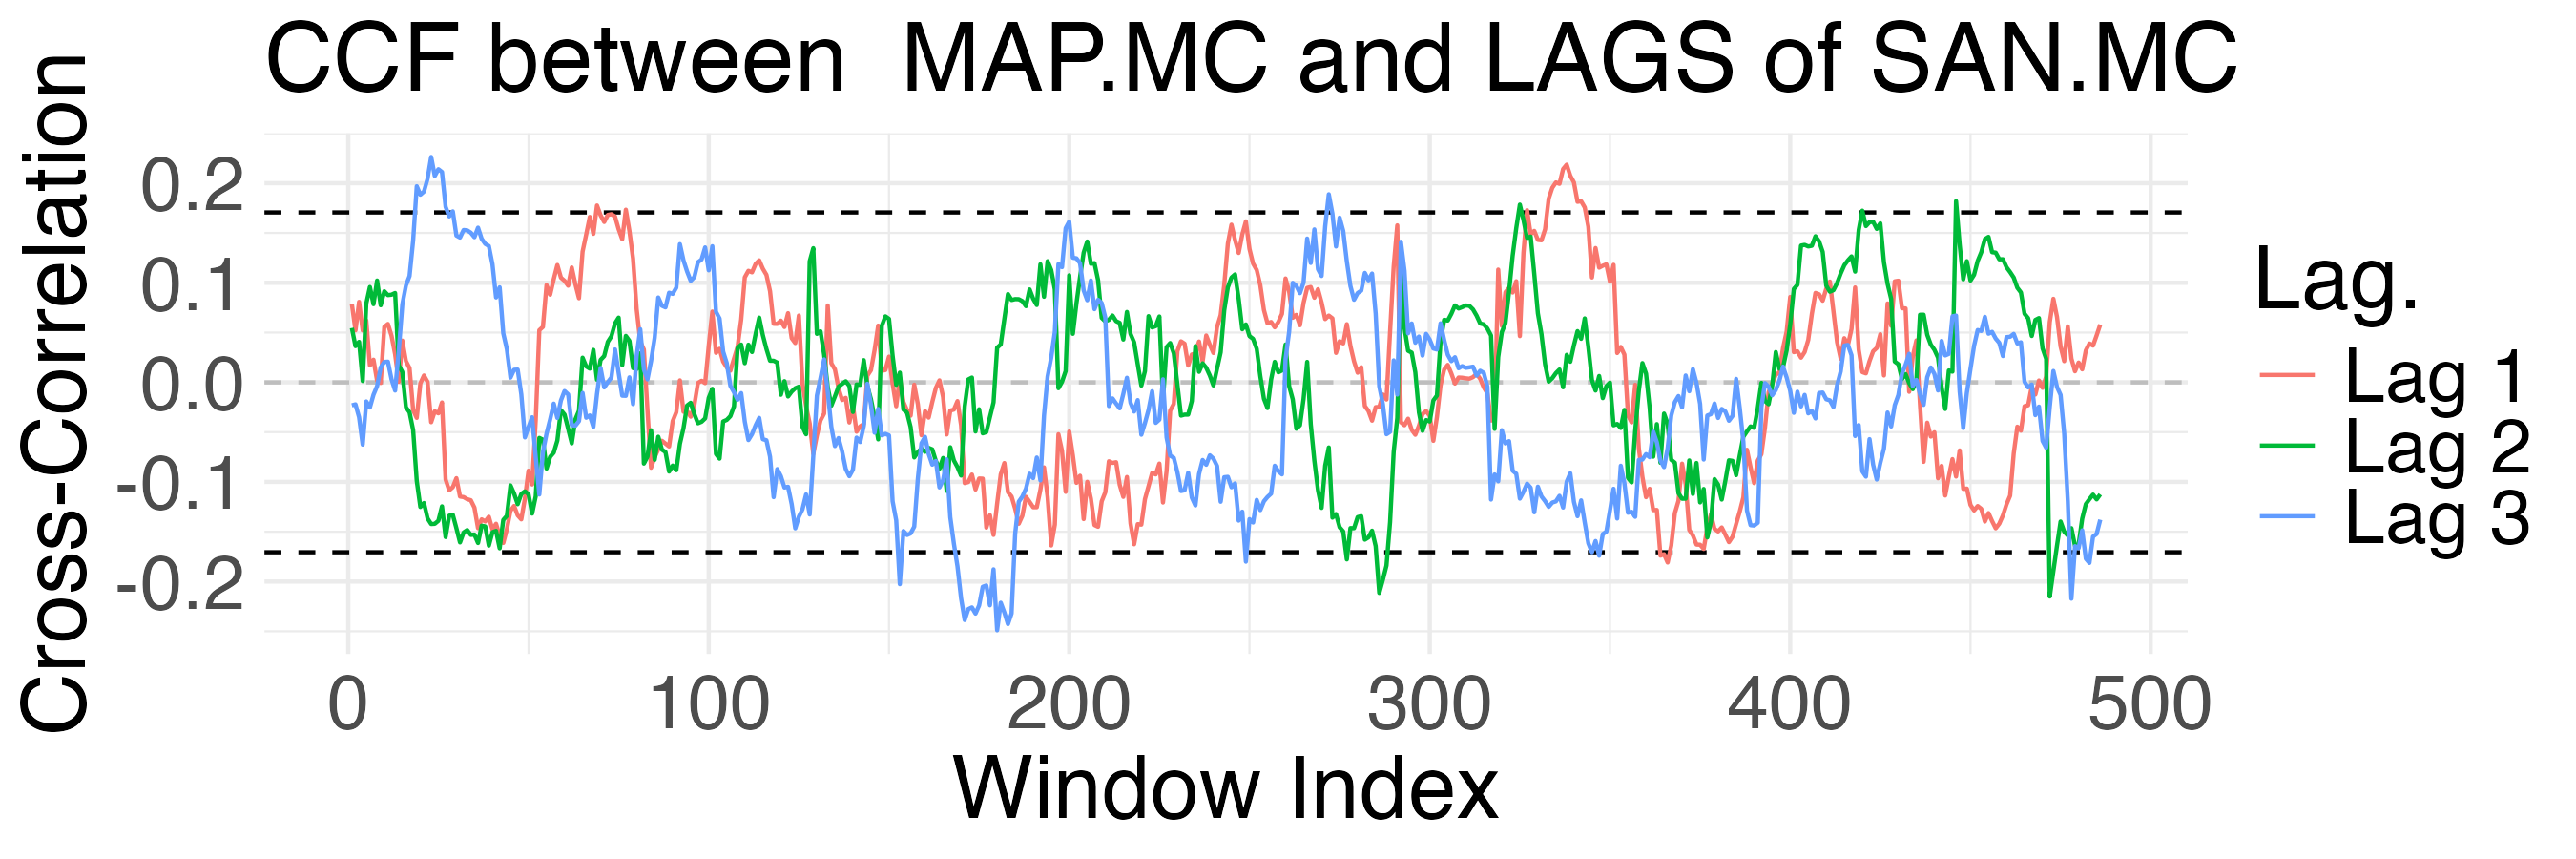 CCF between  MAP.MC and LAGS of SAN.MC
Cross-Correlation
0.2
0.1
0.0
-0.1
-0.2
0 100 200 300 400 500
Window Index
Lag.
Lag 1
Lag 2
Lag 3